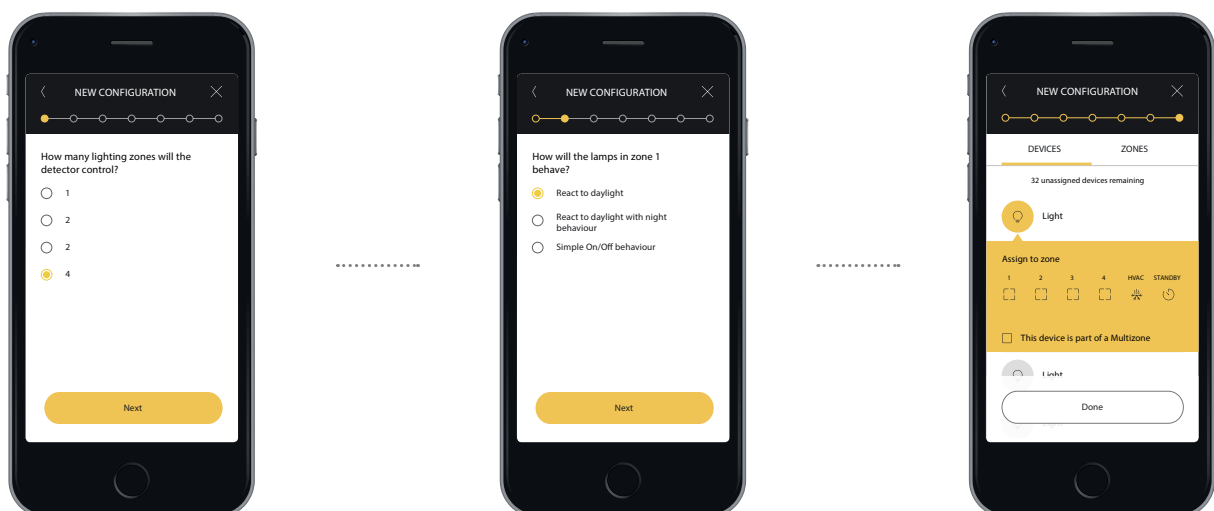 NEW CONFIGURATION
How many lighting zones will the
detector control?
1
2
2
4
Next
NEW CONFIGURATION
How will the lamps in zone 1
behave?
React to daylight
React to daylight with night
behaviour
Simple On/Off behaviour
Next
NEW CONFIGURATION
DEVICES ZONES
32 unassigned devices remaining
Light
Assign to zone
1 2 3 4 HVAC STANDBY
This device is part of a Multizone
Light
Done
Light